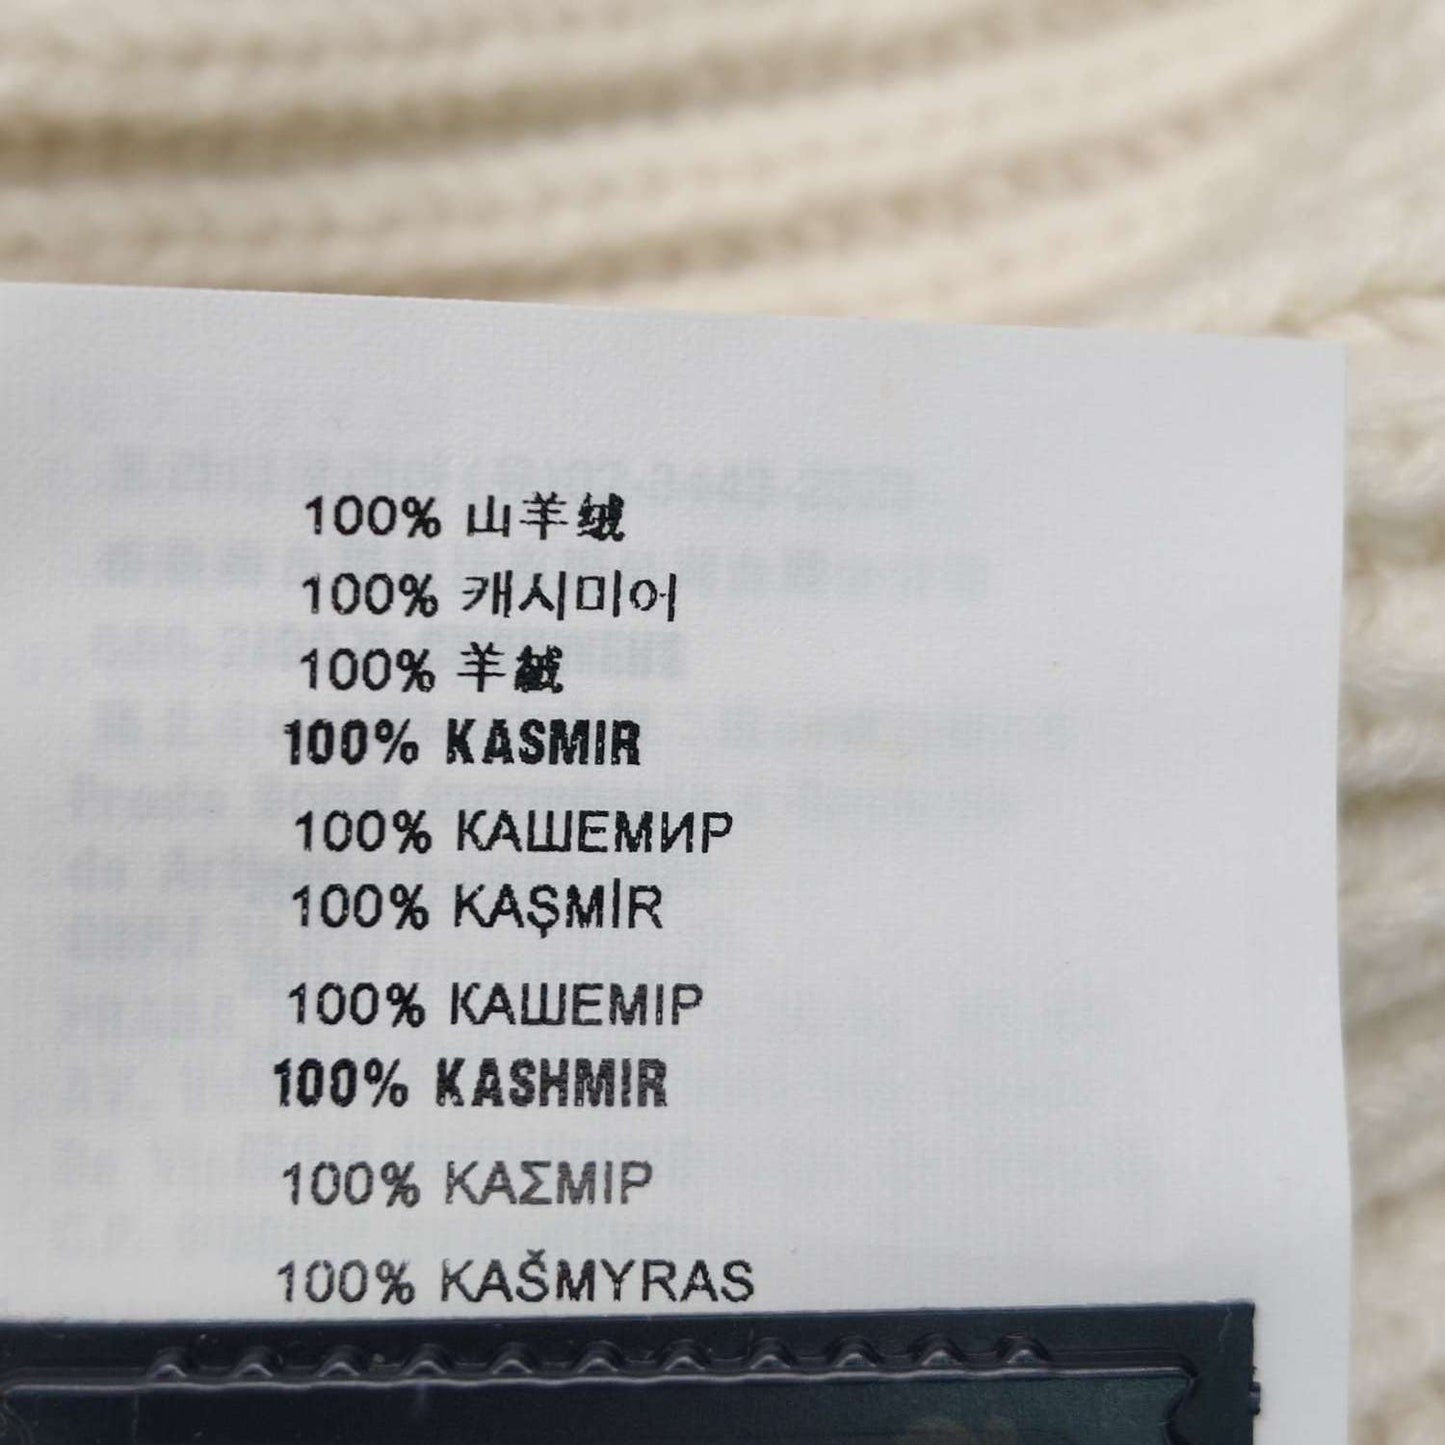 100% 山羊绒
100% 캐시미어
100% 羊絨
100% KASMIR
100% КАШЕМИР
100% KAŞMİR
100% КАШЕМІР
100% KASHMIR
100% ΚΑΣΜΙΡ
100% KAŠMYRAS